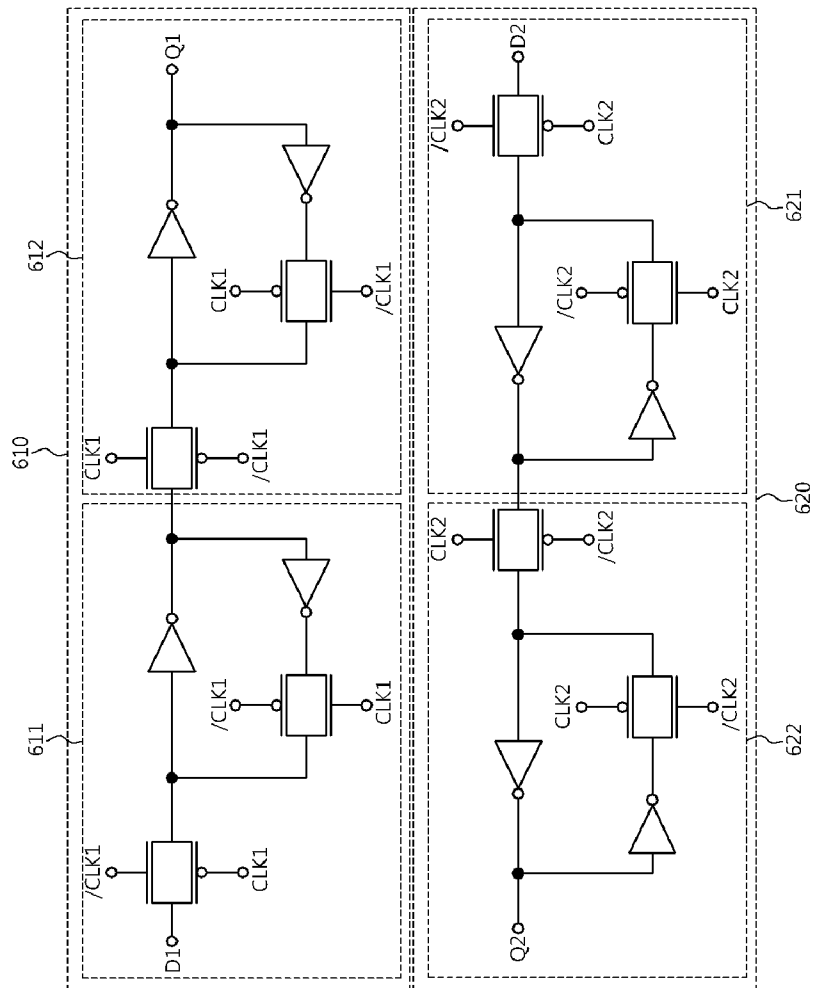 611
610
612
/CLK1
CLK1
D1
Q1
/CLK1
CLK1
CLK1
/CLK1
CLK1
/CLK1
CLK2
/CLK2
Q2
D2
CLK2
/CLK2
/CLK2
CLK2
/CLK2
CLK2
622
620
621